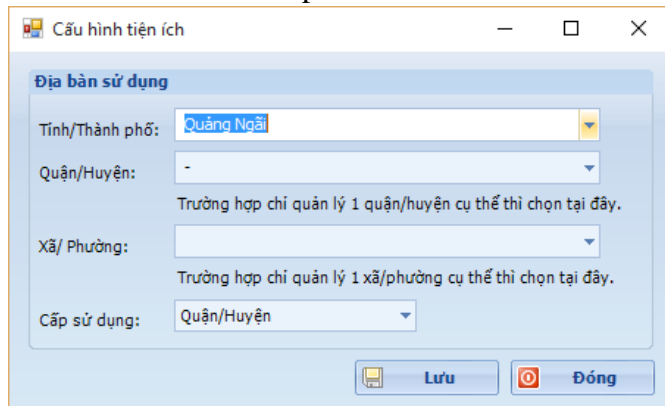 Cấu hình tiện ích
Địa bàn sử dụng
Tỉnh/Thành phố: Quảng Ngãi
Quận/Huyện: -
Trường hợp chỉ quản lý 1 quận/huyện cụ thể thì chọn tại đây.
Xã/ Phường:
Trường hợp chỉ quản lý 1 xã/phường cụ thể thì chọn tại đây.
Cấp sử dụng: Quận/Huyện
Lưu Đóng